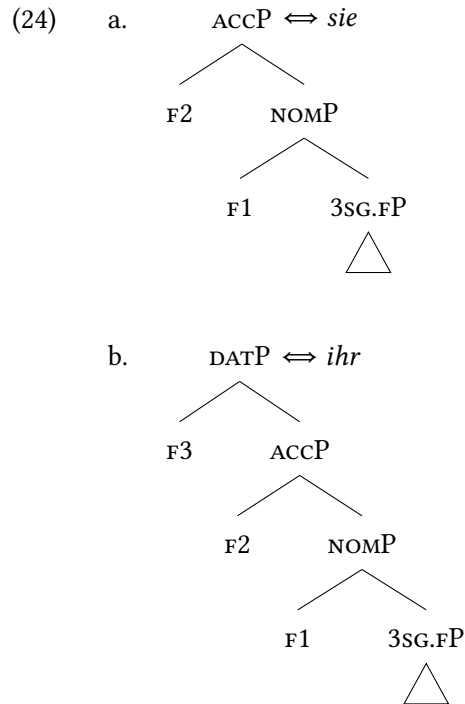 (24) a. ACCP ⇔ sie
F2 NOMP
F1 3SG.FP
b. DATP ⇔ ihr
F3 ACCP
F2 NOMP
F1 3SG.FP